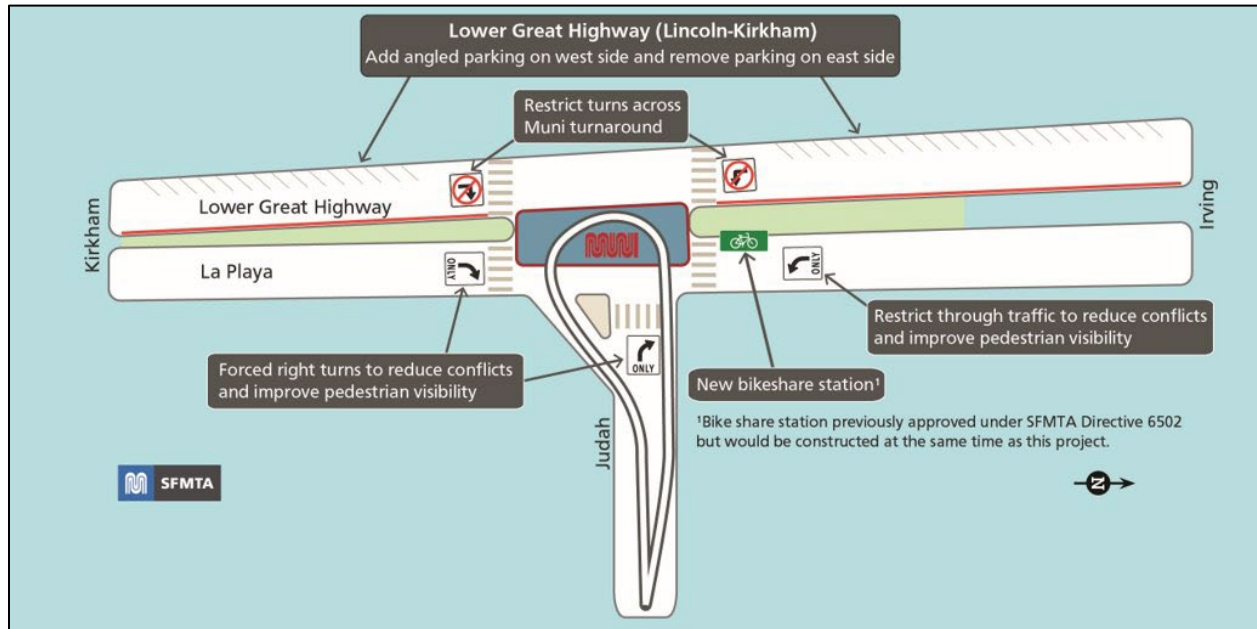 Lower Great Highway (Lincoln-Kirkham)
Add angled parking on west side and remove parking on east side
Restrict turns across
Muni turnaround
Kirkham
Lower Great Highway
Irving
La Playa
MUNI
ONLY
ONLY
Forced right turns to reduce conflicts
and improve pedestrian visibility
ONLY
Restrict through traffic to reduce conflicts
and improve pedestrian visibility
New bikeshare station¹
Judah
¹Bike share station previously approved under SFMTA Directive 6502
but would be constructed at the same time as this project.
SFMTA
N